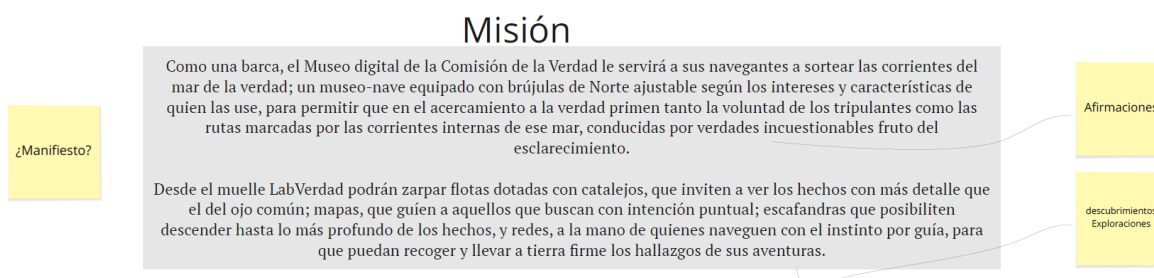 Misión
Como una barca, el Museo digital de la Comisión de la Verdad le servirá a sus navegantes a sortear las corrientes del
mar de la verdad; un museo-nave equipado con brújulas de Norte ajustable según los intereses y características de
quien las use, para permitir que en el acercamiento a la verdad primen tanto la voluntad de los tripulantes como las
rutas marcadas por las corrientes internas de ese mar, conducidas por verdades incuestionables fruto del
esclarecimiento.
Desde el muelle LabVerdad podrán zarpar flotas dotadas con catalejos, que inviten a ver los hechos con más detalle que
el del ojo común; mapas, que guíen a aquellos que buscan con intención puntual; escafandras que posibiliten
descender hasta lo más profundo de los hechos, y redes, a la mano de quienes naveguen con el instinto por guía, para
que puedan recoger y llevar a tierra firme los hallazgos de sus aventuras.
¿Manifiesto?
Afirmaciones
descubrimientos
Exploraciones